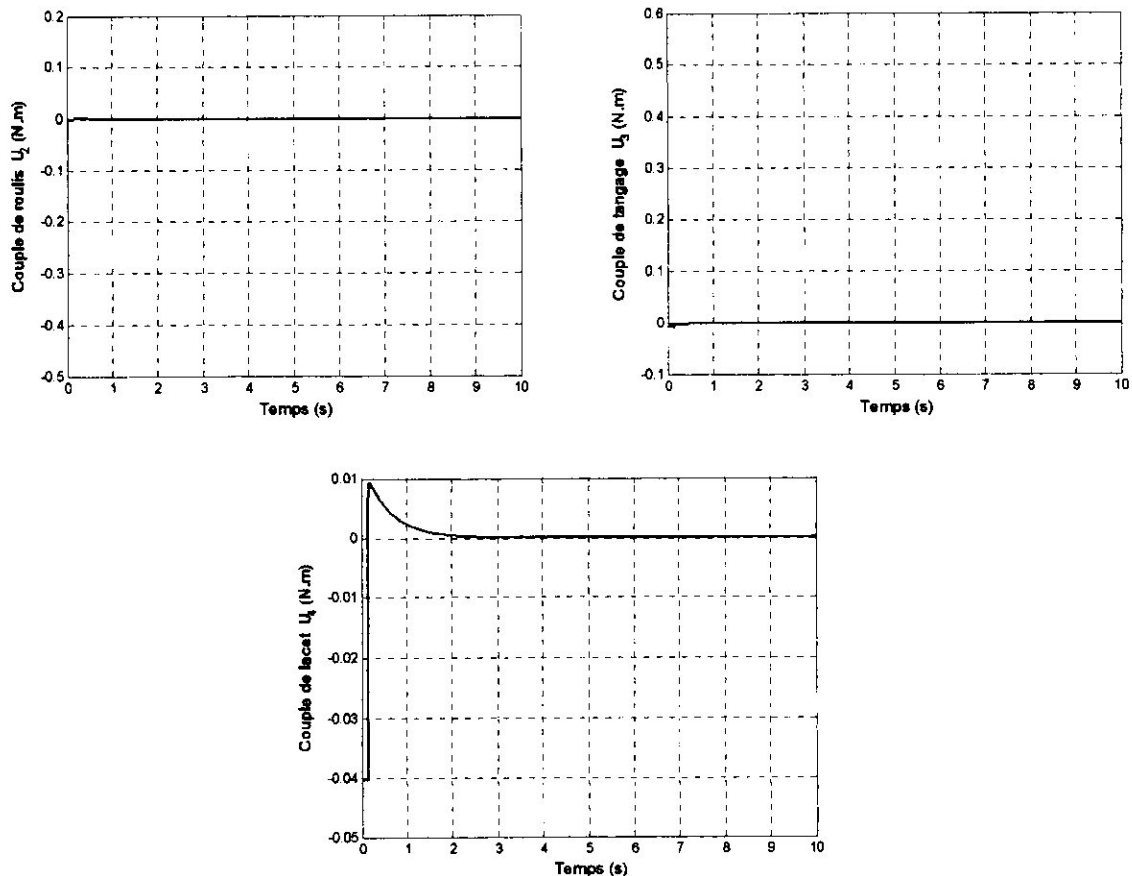 0.2
0.1
0
-0.1
-0.2
-0.3
-0.4
-0.5
Couple de roulis U2 (N.m)
0 1 2 3 4 5 6 7 8 9 10
Temps (s)
0.6
0.5
0.4
0.3
0.2
0.1
0
-0.1
Couple de tangage U3 (N.m)
0 1 2 3 4 5 6 7 8 9 10
Temps (s)
0.01
0
-0.01
-0.02
-0.03
-0.04
-0.05
Couple de lacet U4 (N.m)
0 1 2 3 4 5 6 7 8 9 10
Temps (s)